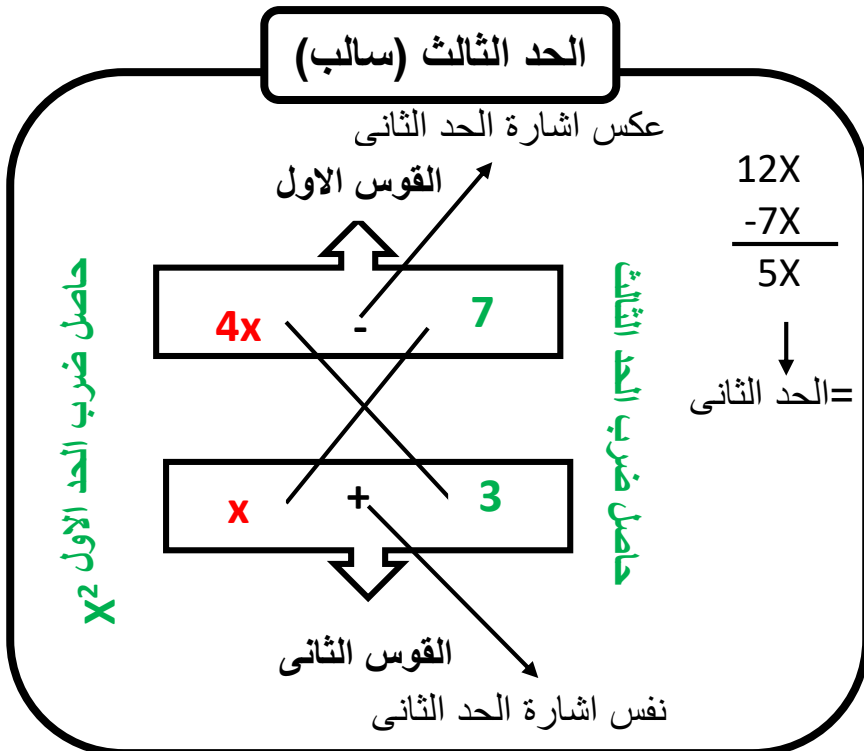 الحد الثالث (سالب)
عكس اشارة الحد الثانى
القوس الاول
12X
-7X
5X
=الحد الثانى
4x - 7
x + 3
حاصل ضرب الحد الثالث
حاصل ضرب الحد الاول X²
القوس الثانى
نفس اشارة الحد الثانى